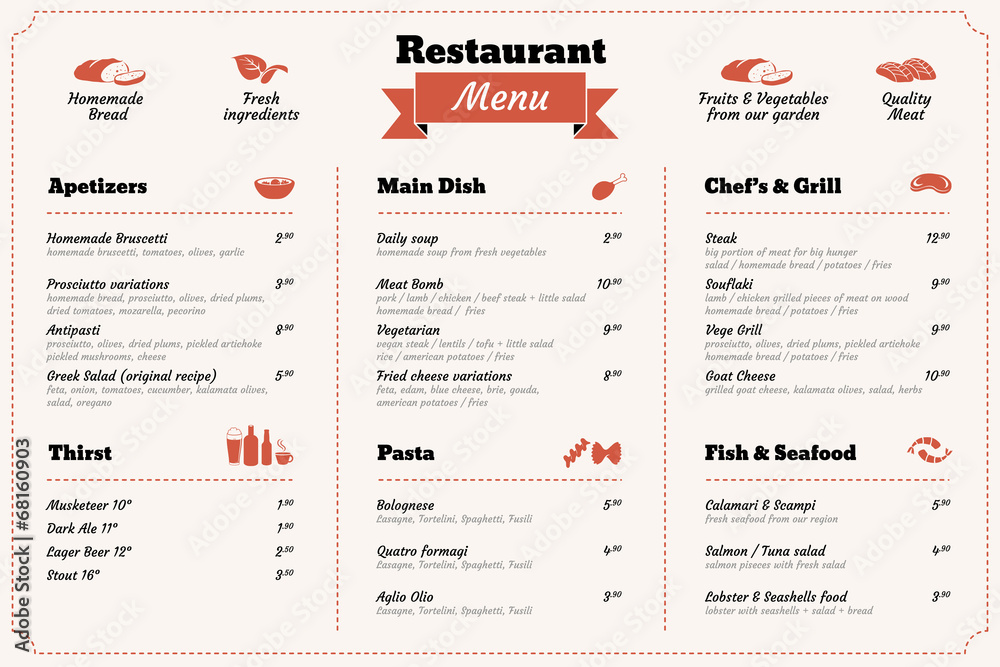 Restaurant
Menu
Homemade
Bread
Fresh
ingredients
Fruits & Vegetables
from our garden
Quality
Meat
Apetizers
Homemade Bruscetti 2.90
homemade bruscetti, tomatoes, olives, garlic
Prosciutto variations 3.90
homemade bread, prosciutto, olives, dried plums,
dried tomatoes, mozarella, pecorino
Antipasti 8.90
prosciutto, olives, dried plums, pickled artichoke
pickled mushrooms, cheese
Greek Salad (original recipe) 5.90
feta, onion, tomatoes, cucumber, kalamata olives,
salad, oregano
Thirst
Musketeer 10° 1.90
Dark Ale 11° 1.90
Lager Beer 12° 2.50
Stout 16° 3.50
Main Dish
Daily soup 2.90
homemade soup from fresh vegetables
Meat Bomb 10.90
pork / lamb / chicken / beef steak + little salad
homemade bread / fries
Vegetarian 9.90
vegan steak / lentils / tofu + little salad
rice / american potatoes / fries
Fried cheese variations 8.90
feta, edam, blue cheese, brie, gouda,
american potatoes / fries
Pasta
Bolognese 5.90
Lasagne, Tortelini, Spaghetti, Fusili
Quatro formagi 4.90
Lasagne, Tortelini, Spaghetti, Fusili
Aglio Olio 3.90
Lasagne, Tortelini, Spaghetti, Fusili
Chef's & Grill
Steak 12.90
big portion of meat for big hunger
salad / homemade bread / potatoes / fries
Souflaki 9.90
lamb / chicken grilled pieces of meat on wood
homemade bread / potatoes / fries
Vege Grill 9.90
prosciutto, olives, dried plums, pickled artichoke
homemade bread / potatoes / fries
Goat Cheese 10.90
grilled goat cheese, kalamata olives, salad, herbs
Fish & Seafood
Calamari & Scampi 5.90
fresh seafood from our region
Salmon / Tuna salad 4.90
salmon piseces with fresh salad
Lobster & Seashells food 3.90
lobster with seashells + salad + bread
Adobe Stock | #68160903